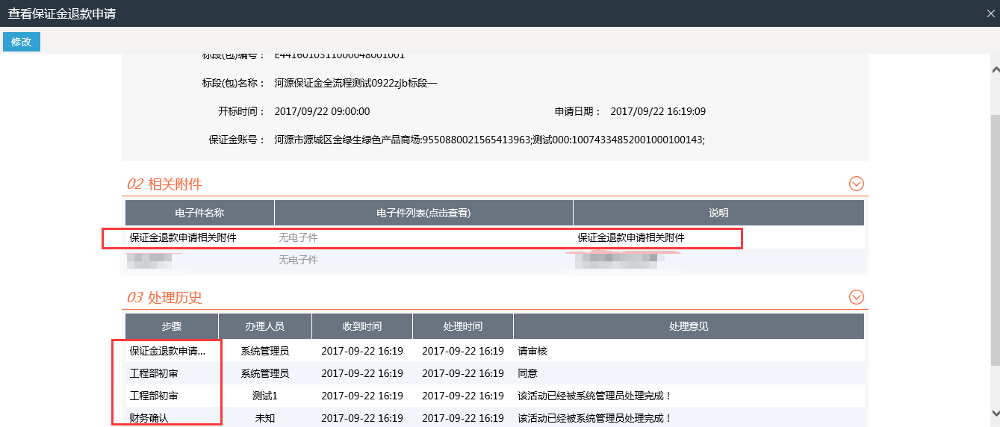 查看保证金退款申请
修改
标段(包)编号： E4416010311000048001001
标段(包)名称： 河源保证金全流程测试0922zjb标段一
开标时间： 2017/09/22 09:00:00 申请日期： 2017/09/22 16:19:09
保证金账号： 河源市源城区金绿生绿色产品商场:9550880021565413963;测试000:10074334852001000100143;
02 相关附件
电子件名称 电子件列表(点击查看) 说明
保证金退款申请相关附件 无电子件 保证金退款申请相关附件
无电子件
03 处理历史
步骤 办理人员 收到时间 处理时间 处理意见
保证金退款申请... 系统管理员 2017-09-22 16:19 2017-09-22 16:19 请审核
工程部初审 系统管理员 2017-09-22 16:19 2017-09-22 16:19 同意
工程部初审 测试1 2017-09-22 16:19 2017-09-22 16:19 该活动已经被系统管理员处理完成！
财务确认 未知 2017-09-22 16:19 2017-09-22 16:19 该活动已经被系统管理员处理完成！